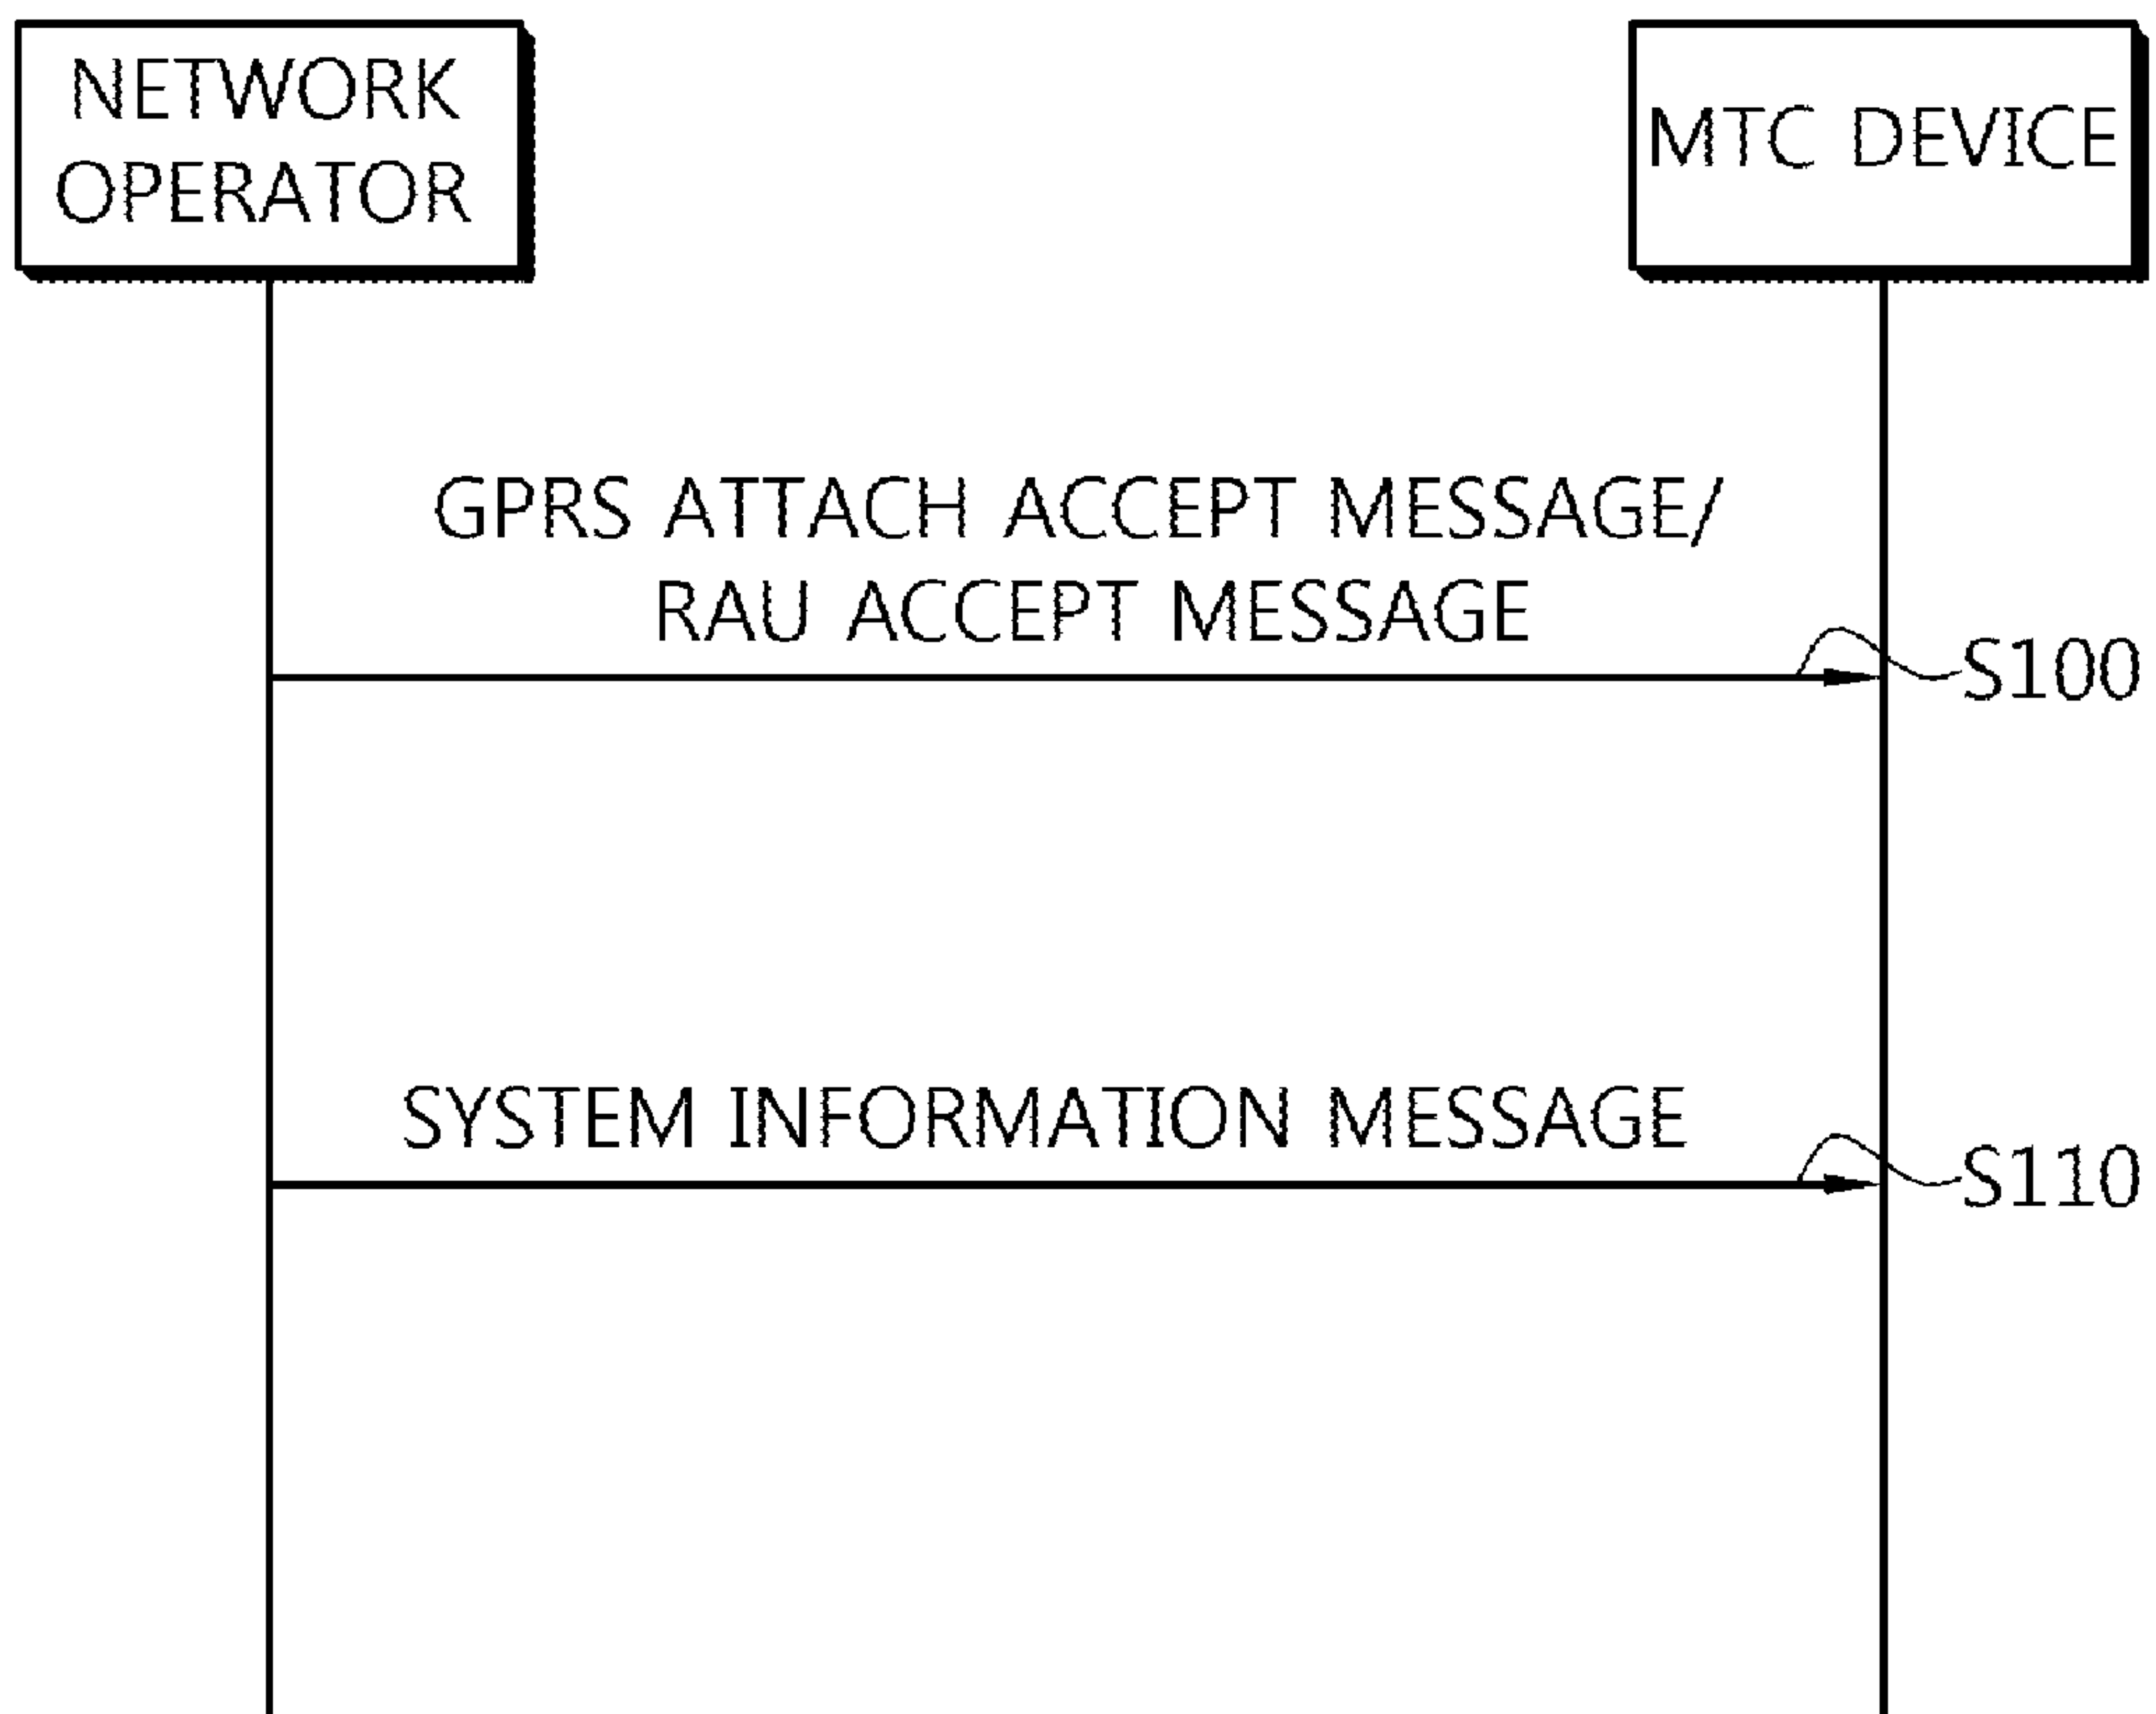 NETWORK
OPERATOR
MTC DEVICE
GPRS ATTACH ACCEPT MESSAGE/
RAU ACCEPT MESSAGE
S100
SYSTEM INFORMATION MESSAGE
S110